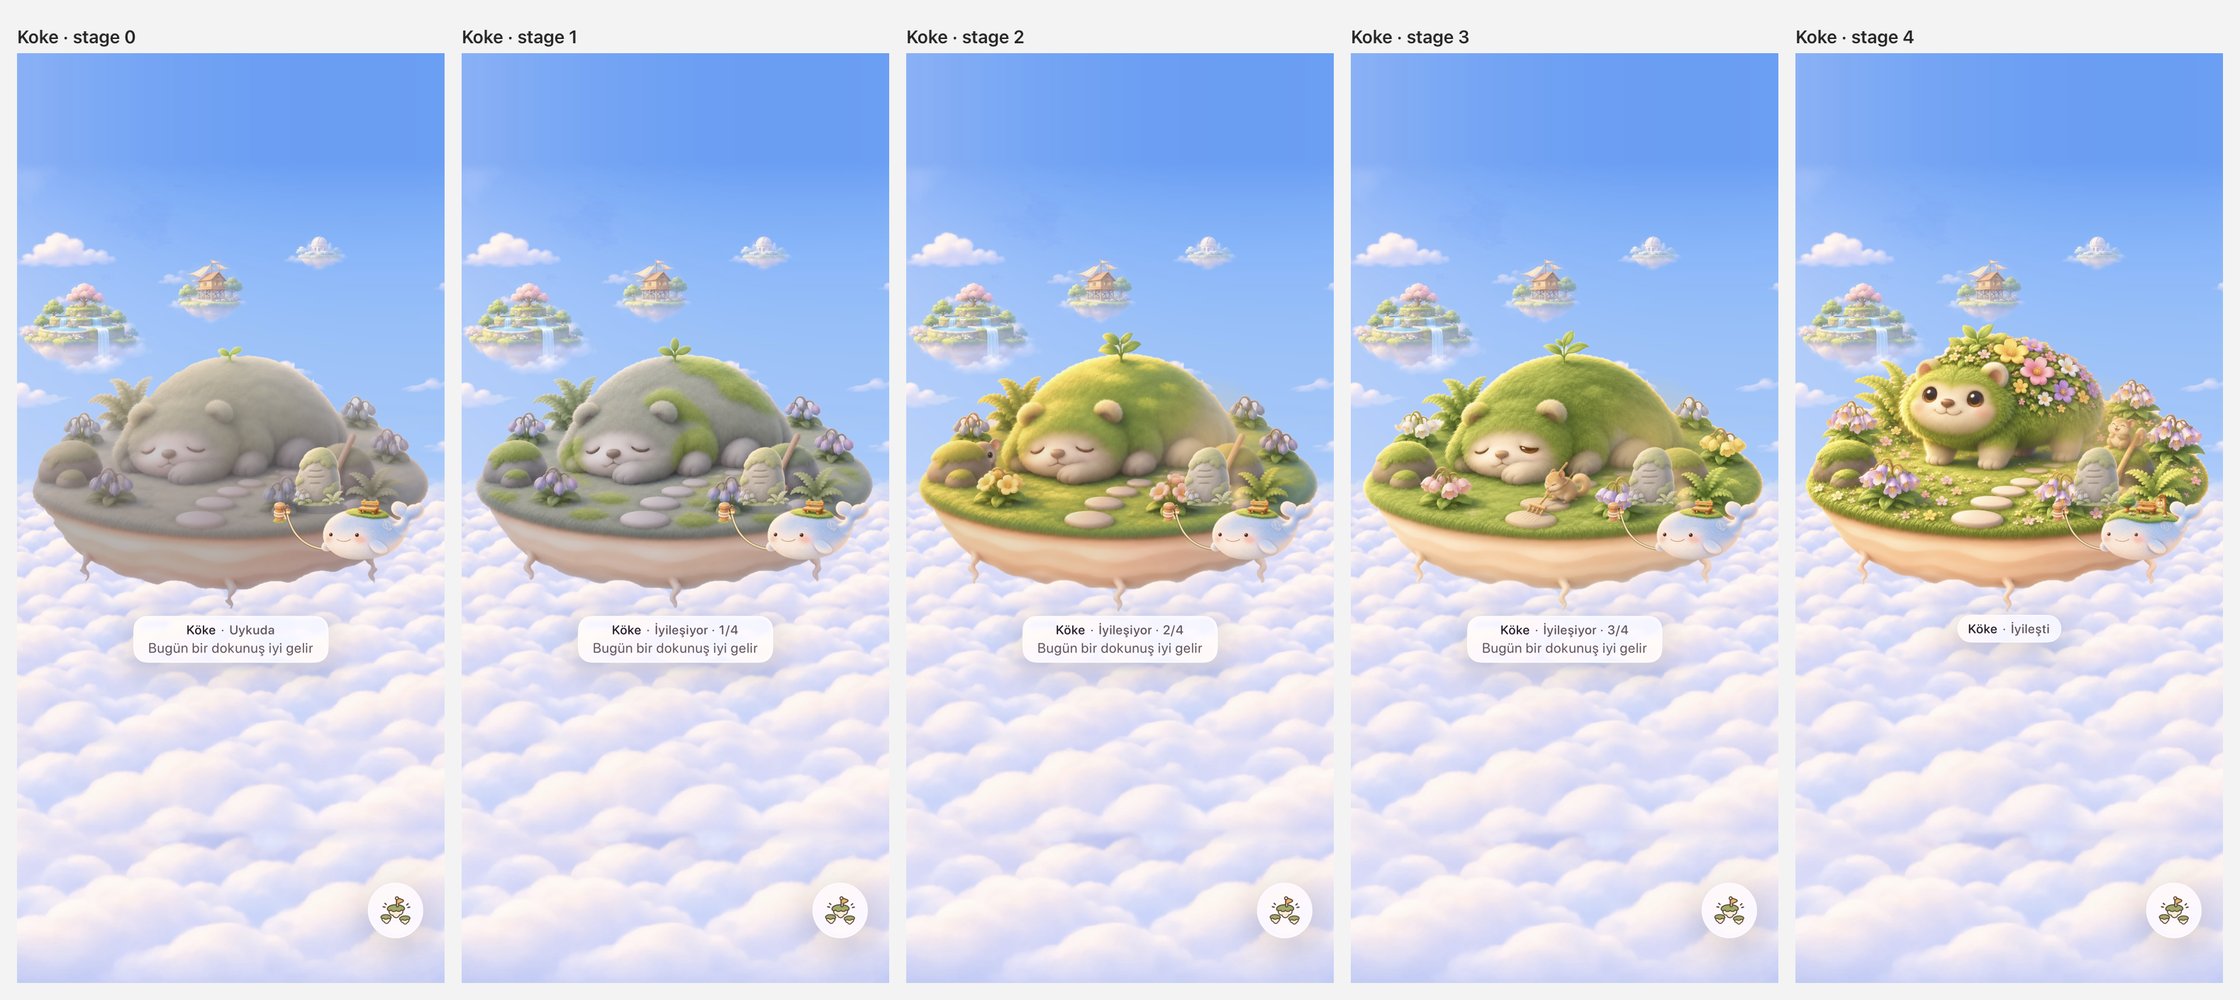 Koke · stage 0
Koke · stage 1
Koke · stage 2
Koke · stage 3
Koke · stage 4
Köke · Uykuda
Bugün bir dokunuş iyi gelir
Köke · İyileşiyor · 1/4
Bugün bir dokunuş iyi gelir
Köke · İyileşiyor · 2/4
Bugün bir dokunuş iyi gelir
Köke · İyileşiyor · 3/4
Bugün bir dokunuş iyi gelir
Köke · İyileşti